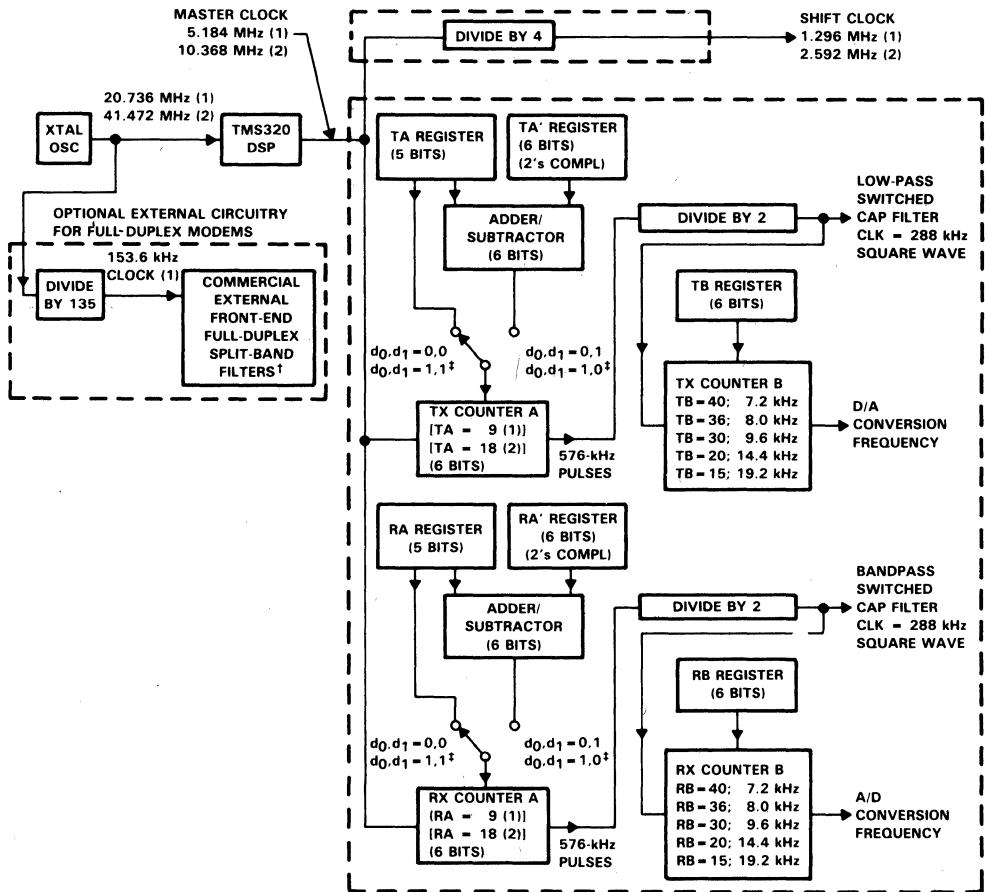 MASTER CLOCK
5.184 MHz (1)
10.368 MHz (2)
DIVIDE BY 4
SHIFT CLOCK
1.296 MHz (1)
2.592 MHz (2)
20.736 MHz (1)
41.472 MHz (2)
XTAL
OSC
TMS320
DSP
OPTIONAL EXTERNAL CIRCUITRY
FOR FULL-DUPLEX MODEMS
153.6 kHz
CLOCK (1)
DIVIDE
BY 135
COMMERCIAL
EXTERNAL
FRONT-END
FULL-DUPLEX
SPLIT-BAND
FILTERS†
TA REGISTER
(5 BITS)
TA' REGISTER
(6 BITS)
(2's COMPL)
ADDER/
SUBTRACTOR
(6 BITS)
d0,d1 = 0,0
d0,d1 = 1,1‡
d0,d1 = 0,1
d0,d1 = 1,0‡
TX COUNTER A
[TA = 9 (1)]
[TA = 18 (2)]
(6 BITS)
576-kHz
PULSES
DIVIDE BY 2
LOW-PASS
SWITCHED
CAP FILTER
CLK = 288 kHz
SQUARE WAVE
TB REGISTER
(6 BITS)
TX COUNTER B
TB = 40; 7.2 kHz
TB = 36; 8.0 kHz
TB = 30; 9.6 kHz
TB = 20; 14.4 kHz
TB = 15; 19.2 kHz
D/A
CONVERSION
FREQUENCY
RA REGISTER
(5 BITS)
RA' REGISTER
(6 BITS)
(2's COMPL)
ADDER/
SUBTRACTOR
(6 BITS)
d0,d1 = 0,0
d0,d1 = 1,1‡
d0,d1 = 0,1
d0,d1 = 1,0‡
RX COUNTER A
(RA = 9 (1)]
[RA = 18 (2)]
(6 BITS)
576-kHz
PULSES
DIVIDE BY 2
BANDPASS
SWITCHED
CAP FILTER
CLK = 288 kHz
SQUARE WAVE
RB REGISTER
(6 BITS)
RX COUNTER B
RB = 40; 7.2 kHz
RB = 36; 8.0 kHz
RB = 30; 9.6 kHz
RB = 20; 14.4 kHz
RB = 15; 19.2 kHz
A/D
CONVERSION
FREQUENCY